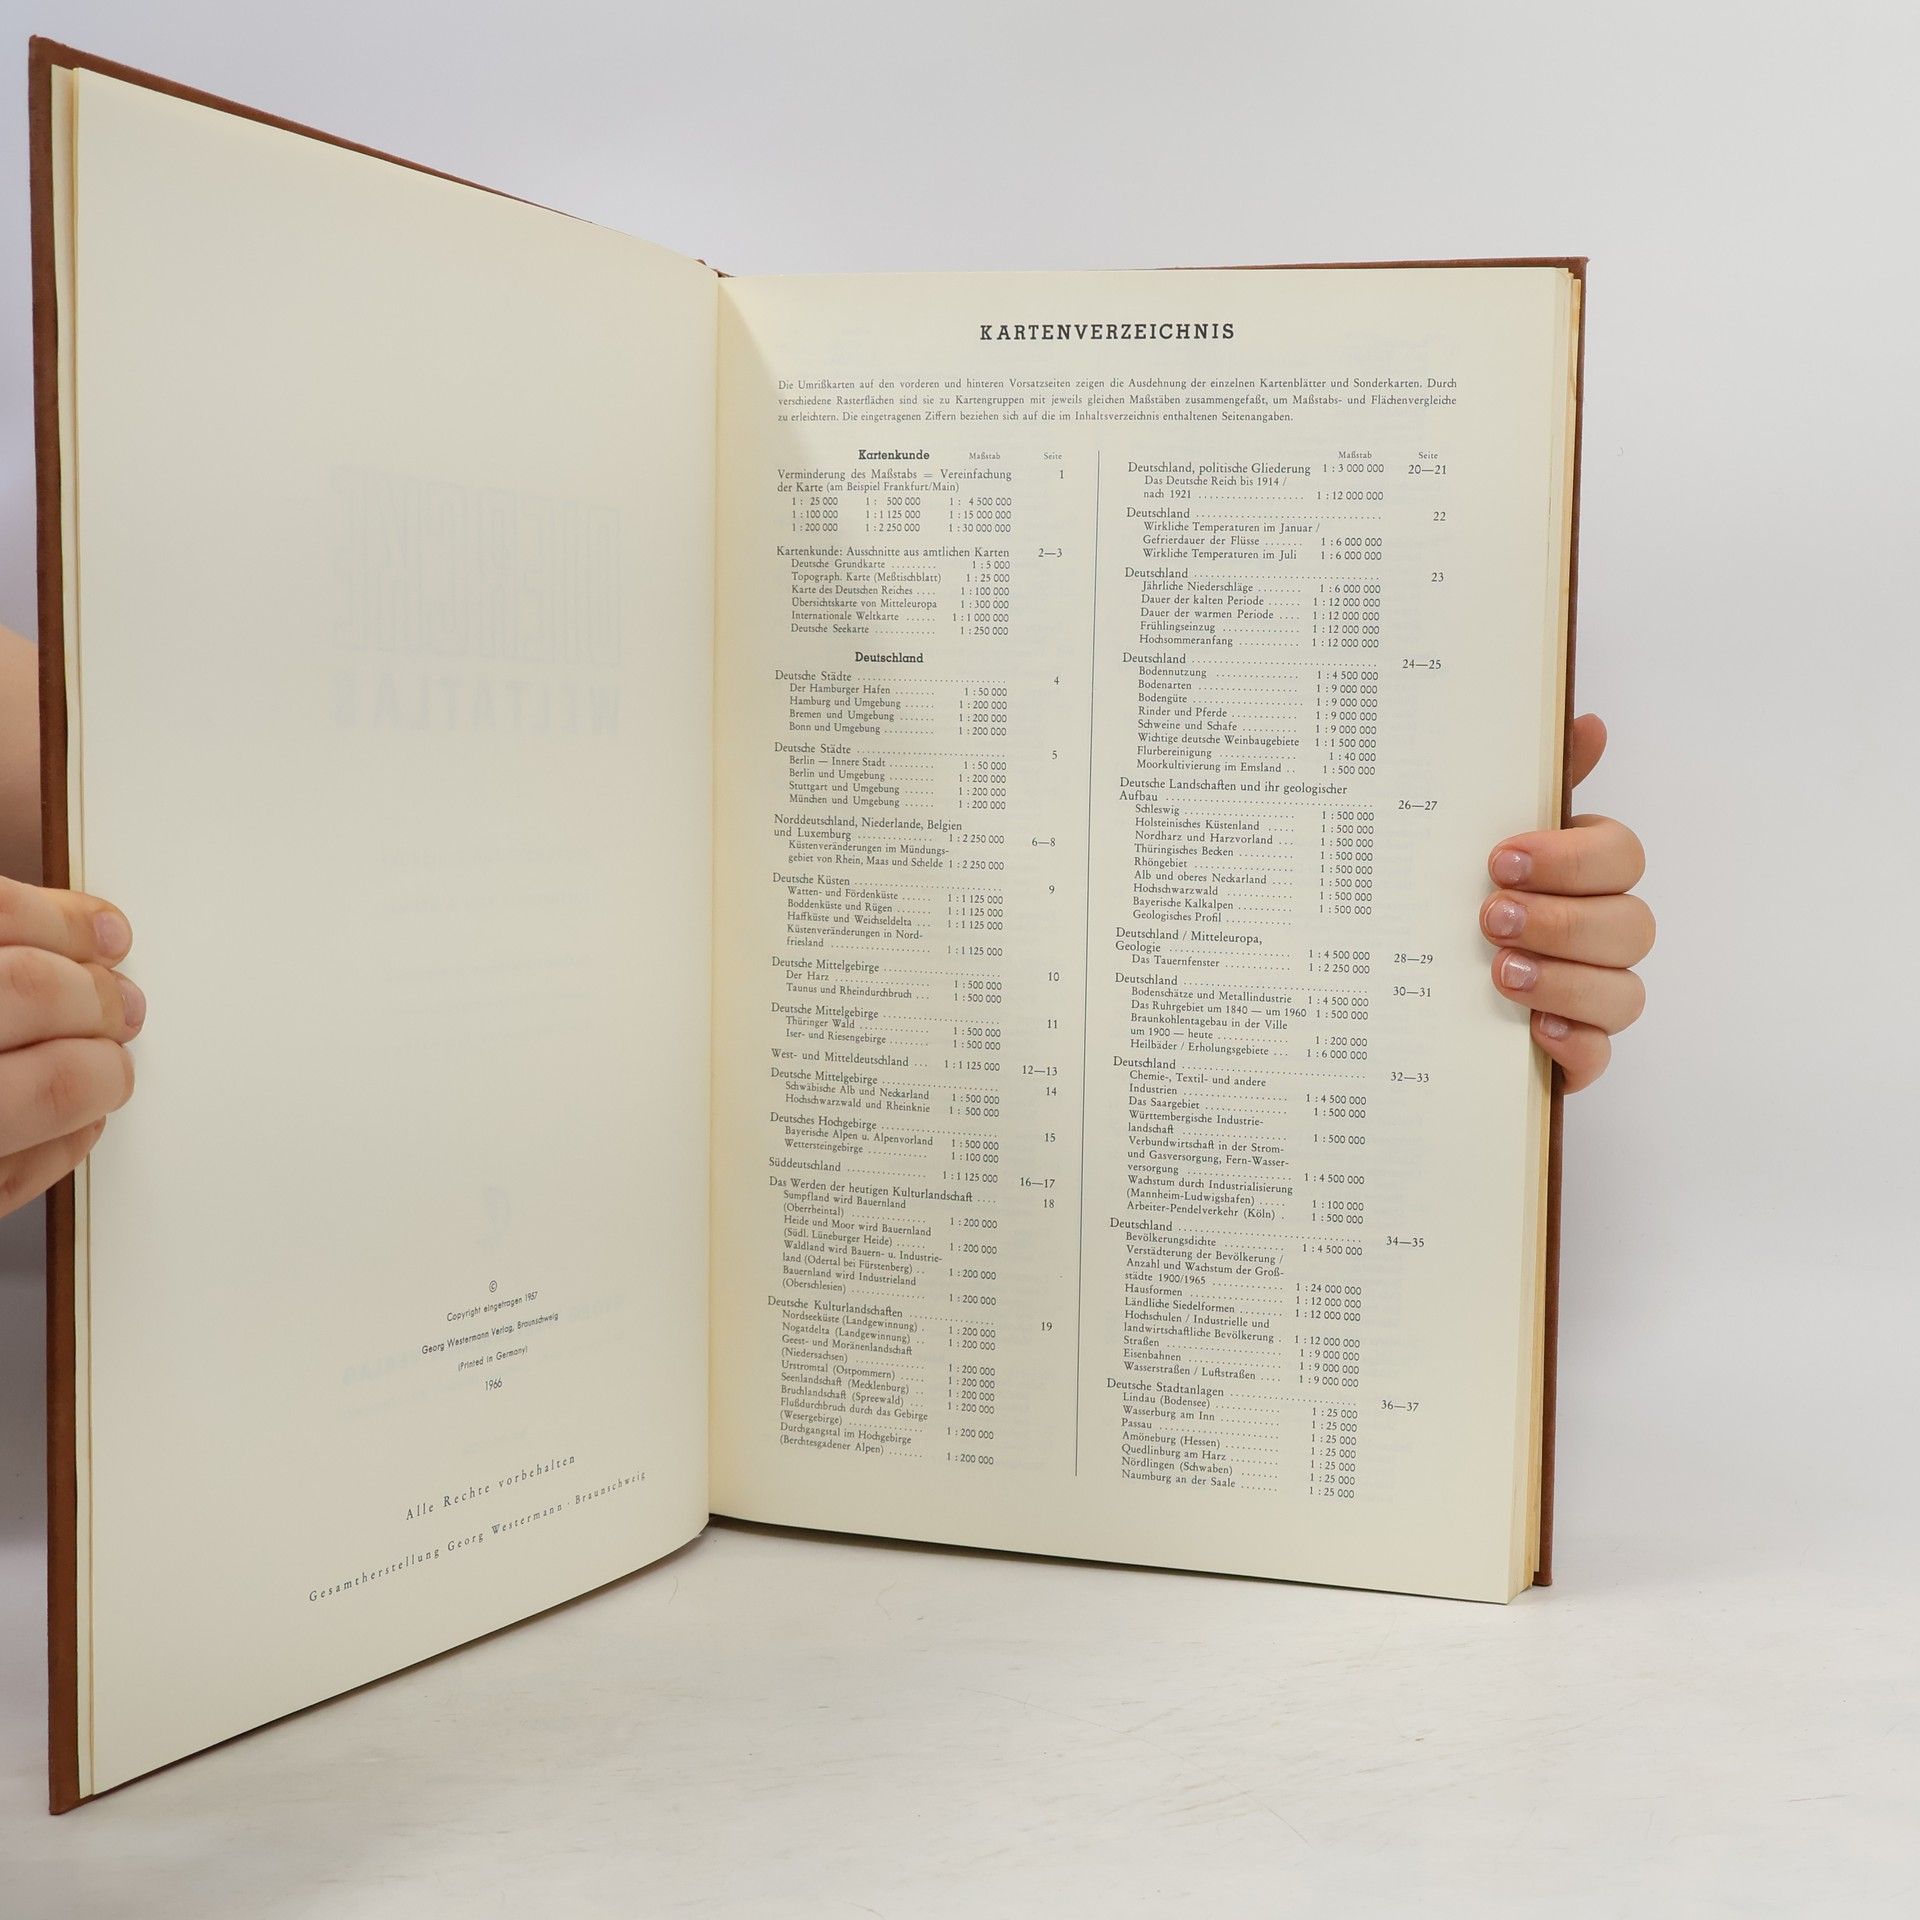 ©
Copyright eingetragen 1957
Georg Westermann Verlag, Braunschweig
(Printed in Germany)
1966
Alle Rechte vorbehalten
Gesamtherstellung Georg Westermann · Braunschweig
KARTENVERZEICHNIS
Die Umrißkarten auf den vorderen und hinteren Vorsatzseiten zeigen die Ausdehnung der einzelnen Kartenblätter und Sonderkarten. Durch
verschiedene Rasterflächen sind sie zu Kartengruppen mit jeweils gleichen Maßstäben zusammengefaßt, um Maßstabs- und Flächenvergleiche
zu erleichtern. Die eingetragenen Ziffern beziehen sich auf die im Inhaltsverzeichnis enthaltenen Seitenangaben.
Kartenkunde Maßstab Seite
Verminderung des Maßstabs = Vereinfachung 1
der Karte (am Beispiel Frankfurt/Main)
1 : 25 000 1 : 500 000 1 : 4 500 000
1 : 100 000 1 : 1 125 000 1 : 15 000 000
1 : 200 000 1 : 2 250 000 1 : 30 000 000
Kartenkunde: Ausschnitte aus amtlichen Karten 2—3
Deutsche Grundkarte ......... 1 : 5 000
Topograph. Karte (Meßtischblatt) 1 : 25 000
Karte des Deutschen Reiches .... 1 : 100 000
Übersichtskarte von Mitteleuropa 1 : 300 000
Internationale Weltkarte ...... 1 : 1 000 000
Deutsche Seekarte ........... 1 : 250 000
Deutschland
Deutsche Städte ........................... 4
Der Hamburger Hafen ........ 1 : 50 000
Hamburg und Umgebung ...... 1 : 200 000
Bremen und Umgebung ....... 1 : 200 000
Bonn und Umgebung .......... 1 : 200 000
Deutsche Städte ........................... 5
Berlin — Innere Stadt ......... 1 : 50 000
Berlin und Umgebung ......... 1 : 200 000
Stuttgart und Umgebung ...... 1 : 200 000
München und Umgebung ...... 1 : 200 000
Norddeutschland, Niederlande, Belgien
und Luxemburg ................. 1 : 2 250 000 6—8
Küstenveränderungen im Mündungs-
gebiet von Rhein, Maas und Schelde 1 : 2 250 000
Deutsche Küsten ........................... 9
Watten- und Fördenküste ...... 1 : 1 125 000
Boddenküste und Rügen ....... 1 : 1 125 000
Haffküste und Weichseldelta ... 1 : 1 125 000
Küstenveränderungen in Nord-
friesland .................. 1 : 1 125 000
Deutsche Mittelgebirge ..................... 10
Der Harz .................... 1 : 500 000
Taunus und Rheindurchbruch ... 1 : 500 000
Deutsche Mittelgebirge ..................... 11
Thüringer Wald .............. 1 : 500 000
Iser- und Riesengebirge ........ 1 : 500 000
West- und Mitteldeutschland ... 1 : 1 125 000 12—13
Deutsche Mittelgebirge ..................... 14
Schwäbische Alb und Neckarland 1 : 500 000
Hochschwarzwald und Rheinknie 1 : 500 000
Deutsches Hochgebirge ..................... 15
Bayerische Alpen u. Alpenvorland 1 : 500 000
Wettersteingebirge ............ 1 : 100 000
Süddeutschland ............... 1 : 1 125 000 16—17
Das Werden der heutigen Kulturlandschaft .... 18
Sumpfland wird Bauernland
(Oberrheintal) .............. 1 : 200 000
Heide und Moor wird Bauernland
(Südl. Lüneburger Heide) ...... 1 : 200 000
Waldland wird Bauern- u. Industrie-
land (Odertal bei Fürstenberg) .. 1 : 200 000
Bauernland wird Industrieland
(Oberschlesien) .............. 1 : 200 000
Deutsche Kulturlandschaften ................ 19
Nordseeküste (Landgewinnung) . 1 : 200 000
Nogatdelta (Landgewinnung) .. 1 : 200 000
Geest- und Moränenlandschaft
(Niedersachsen) ............. 1 : 200 000
Urstromtal (Ostpommern) ..... 1 : 200 000
Seenlandschaft (Mecklenburg) .. 1 : 200 000
Bruchlandschaft (Spreewald) ... 1 : 200 000
Flußdurchbruch durch das Gebirge
(Wesergebirge) .............. 1 : 200 000
Durchgangstal im Hochgebirge
(Berchtesgadener Alpen) ....... 1 : 200 000
Maßstab Seite
Deutschland, politische Gliederung 1 : 3 000 000 20—21
Das Deutsche Reich bis 1914 /
nach 1921 ................... 1 : 12 000 000
Deutschland .................................. 22
Wirkliche Temperaturen im Januar /
Gefrierdauer der Flüsse ....... 1 : 6 000 000
Wirkliche Temperaturen im Juli 1 : 6 000 000
Deutschland .................................. 23
Jährliche Niederschläge ........ 1 : 6 000 000
Dauer der kalten Periode ...... 1 : 12 000 000
Dauer der warmen Periode .... 1 : 12 000 000
Frühlingseinzug .............. 1 : 12 000 000
Hochsommeranfang ........... 1 : 12 000 000
Deutschland .................................. 24—25
Bodennutzung ............... 1 : 4 500 000
Bodenarten .................. 1 : 9 000 000
Bodengüte ................... 1 : 9 000 000
Rinder und Pferde ............ 1 : 9 000 000
Schweine und Schafe .......... 1 : 9 000 000
Wichtige deutsche Weinbaugebiete 1 : 1 500 000
Flurbereinigung .............. 1 : 40 000
Moorkultivierung im Emsland .. 1 : 500 000
Deutsche Landschaften und ihr geologischer
Aufbau ..................................... 26—27
Schleswig .................... 1 : 500 000
Holsteinisches Küstenland ..... 1 : 500 000
Nordharz und Harzvorland ... 1 : 500 000
Thüringisches Becken .......... 1 : 500 000
Rhöngebiet .................. 1 : 500 000
Alb und oberes Neckarland .... 1 : 500 000
Hochschwarzwald ............ 1 : 500 000
Bayerische Kalkalpen .......... 1 : 500 000
Geologisches Profil ............
Deutschland / Mitteleuropa,
Geologie ...................... 1 : 4 500 000 28—29
Das Tauernfenster ............ 1 : 2 250 000
Deutschland .................................. 30—31
Bodenschätze und Metallindustrie 1 : 4 500 000
Das Ruhrgebiet um 1840 — um 1960 1 : 500 000
Braunkohlentagebau in der Ville
um 1900 — heute ............. 1 : 200 000
Heilbäder / Erholungsgebiete ... 1 : 6 000 000
Deutschland .................................. 32—33
Chemie-, Textil- und andere
Industrien ................... 1 : 4 500 000
Das Saargebiet ............... 1 : 500 000
Württembergische Industrie-
landschaft ................... 1 : 500 000
Verbundwirtschaft in der Strom-
und Gasversorgung, Fern-Wasser-
versorgung .................. 1 : 4 500 000
Wachstum durch Industrialisierung
(Mannheim-Ludwigshafen) ..... 1 : 100 000
Arbeiter-Pendelverkehr (Köln) . 1 : 500 000
Deutschland .................................. 34—35
Bevölkerungsdichte ........... 1 : 4 500 000
Verstädterung der Bevölkerung /
Anzahl und Wachstum der Groß-
städte 1900/1965 ............. 1 : 24 000 000
Hausformen ................. 1 : 12 000 000
Ländliche Siedelformen ........ 1 : 12 000 000
Hochschulen / Industrielle und
landwirtschaftliche Bevölkerung . 1 : 12 000 000
Straßen ..................... 1 : 9 000 000
Eisenbahnen ................. 1 : 9 000 000
Wasserstraßen / Luftstraßen .... 1 : 9 000 000
Deutsche Stadtanlagen ....................... 36—37
Lindau (Bodensee) ............ 1 : 25 000
Wasserburg am Inn ........... 1 : 25 000
Passau ...................... 1 : 25 000
Amöneburg (Hessen) .......... 1 : 25 000
Quedlinburg am Harz ......... 1 : 25 000
Nördlingen (Schwaben) ....... 1 : 25 000
Naumburg an der Saale ....... 1 : 25 000